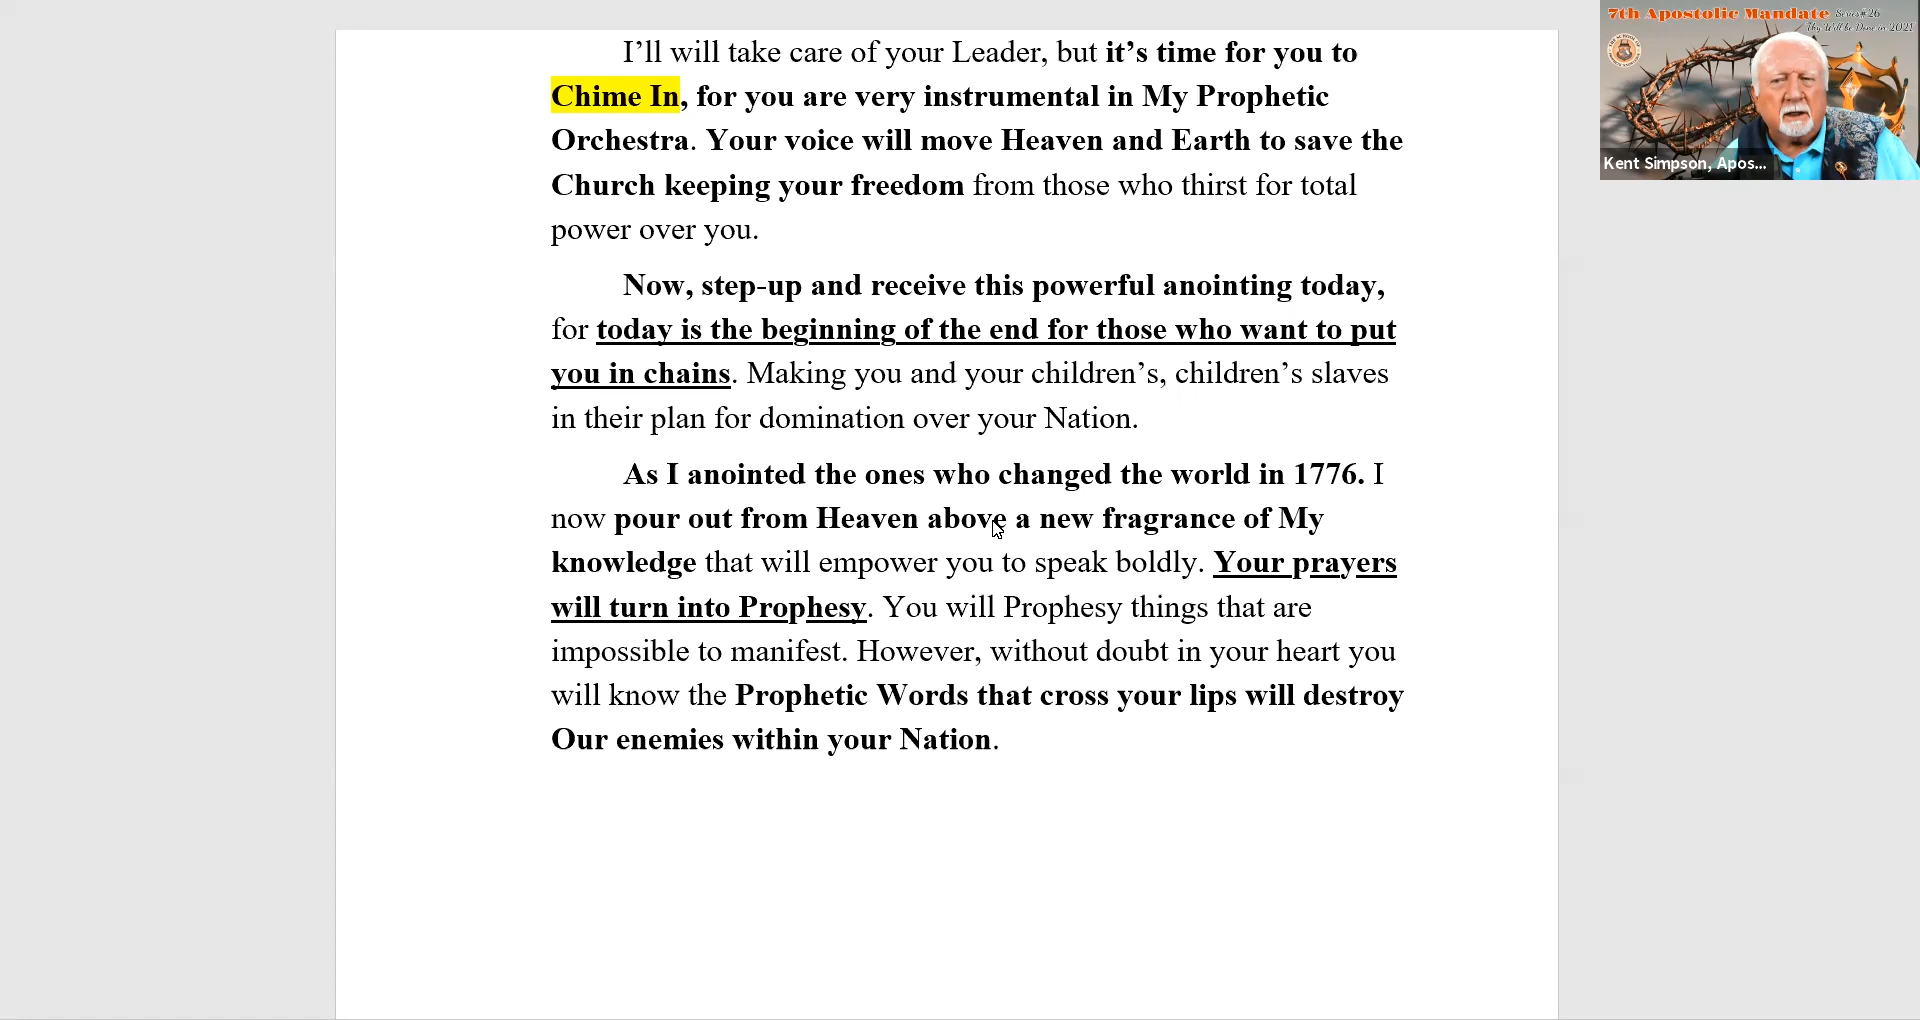 7th Apostolic Mandate Series#26
Thy Will be Done in 2021
Kent Simpson, Apos...
I’ll will take care of your Leader, but it’s time for you to
Chime In, for you are very instrumental in My Prophetic
Orchestra. Your voice will move Heaven and Earth to save the
Church keeping your freedom from those who thirst for total
power over you.
Now, step-up and receive this powerful anointing today,
for today is the beginning of the end for those who want to put
you in chains. Making you and your children’s, children’s slaves
in their plan for domination over your Nation.
As I anointed the ones who changed the world in 1776. I
now pour out from Heaven above a new fragrance of My
knowledge that will empower you to speak boldly. Your prayers
will turn into Prophesy. You will Prophesy things that are
impossible to manifest. However, without doubt in your heart you
will know the Prophetic Words that cross your lips will destroy
Our enemies within your Nation.